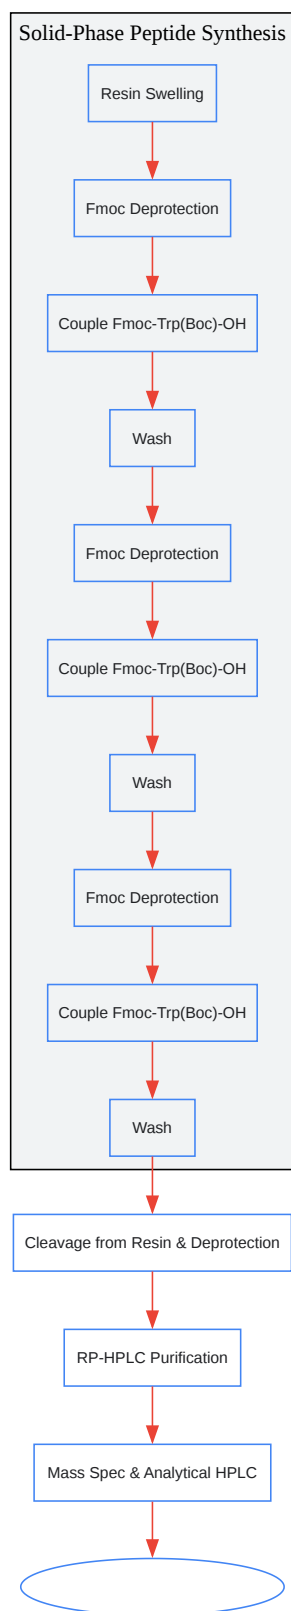 Solid-Phase Peptide Synthesis
Resin Swelling
Fmoc Deprotection
Couple Fmoc-Trp(Boc)-OH
Wash
Fmoc Deprotection
Couple Fmoc-Trp(Boc)-OH
Wash
Fmoc Deprotection
Couple Fmoc-Trp(Boc)-OH
Wash
Cleavage from Resin & Deprotection
RP-HPLC Purification
Mass Spec & Analytical HPLC